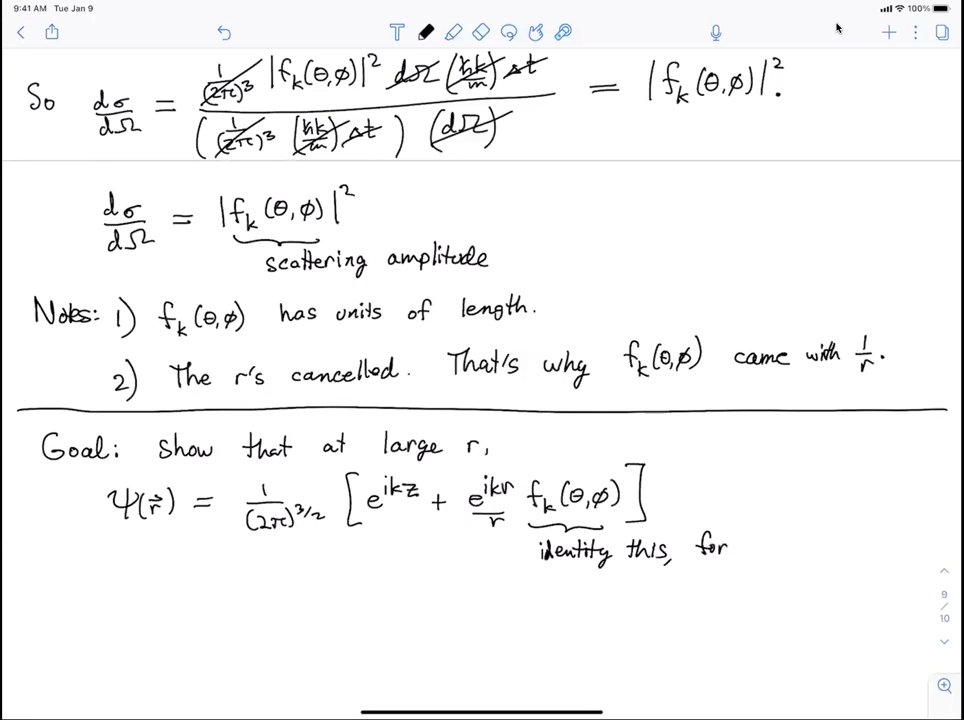 9:41 AM Tue Jan 9
100%
So dσ/dΩ = (1/(2π)³ |f_k(θ,φ)|² dΩ (ħk/m) Δt) / ((1/(2π)³ (ħk/m) Δt) (dΩ)) = |f_k(θ,φ)|².
dσ/dΩ = |f_k(θ,φ)|²
scattering amplitude
Notes: 1) f_k(θ,φ) has units of length.
2) The r's cancelled. That's why f_k(θ,φ) came with 1/r.
Goal: show that at large r,
Ψ(r⃗) = 1/(2π)^{3/2} [e^{ikz} + e^{ikr}/r f_k(θ,φ)]
identity this, for
9
/
10